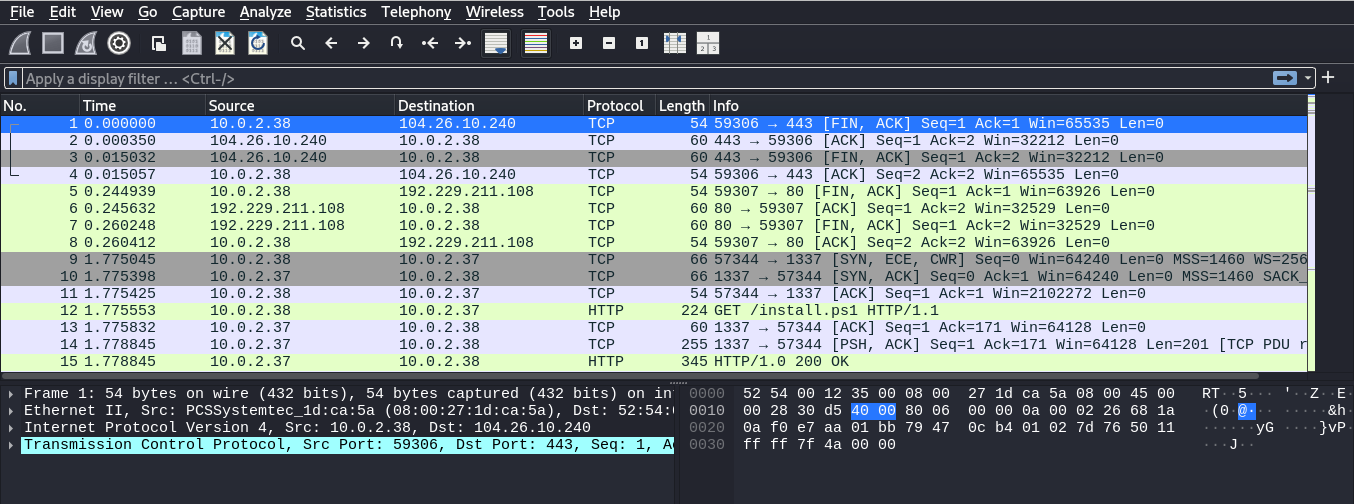 File Edit View Go Capture Analyze Statistics Telephony Wireless Tools Help
Apply a display filter … <Ctrl-/>
No. Time Source Destination Protocol Length Info
1 0.000000 10.0.2.38 104.26.10.240 TCP 54 59306 → 443 [FIN, ACK] Seq=1 Ack=1 Win=65535 Len=0
2 0.000350 104.26.10.240 10.0.2.38 TCP 60 443 → 59306 [ACK] Seq=1 Ack=2 Win=32212 Len=0
3 0.015032 104.26.10.240 10.0.2.38 TCP 60 443 → 59306 [FIN, ACK] Seq=1 Ack=2 Win=32212 Len=0
4 0.015057 10.0.2.38 104.26.10.240 TCP 54 59306 → 443 [ACK] Seq=2 Ack=2 Win=65535 Len=0
5 0.244939 10.0.2.38 192.229.211.108 TCP 54 59307 → 80 [FIN, ACK] Seq=1 Ack=1 Win=63926 Len=0
6 0.245632 192.229.211.108 10.0.2.38 TCP 60 80 → 59307 [ACK] Seq=1 Ack=2 Win=32529 Len=0
7 0.260248 192.229.211.108 10.0.2.38 TCP 60 80 → 59307 [FIN, ACK] Seq=1 Ack=2 Win=32529 Len=0
8 0.260412 10.0.2.38 192.229.211.108 TCP 54 59307 → 80 [ACK] Seq=2 Ack=2 Win=63926 Len=0
9 1.775045 10.0.2.38 10.0.2.37 TCP 66 57344 → 1337 [SYN, ECE, CWR] Seq=0 Win=64240 Len=0 MSS=1460 WS=256
10 1.775398 10.0.2.37 10.0.2.38 TCP 66 1337 → 57344 [SYN, ACK] Seq=0 Ack=1 Win=64240 Len=0 MSS=1460 SACK_
11 1.775425 10.0.2.38 10.0.2.37 TCP 54 57344 → 1337 [ACK] Seq=1 Ack=1 Win=2102272 Len=0
12 1.775553 10.0.2.38 10.0.2.37 HTTP 224 GET /install.ps1 HTTP/1.1
13 1.775832 10.0.2.37 10.0.2.38 TCP 60 1337 → 57344 [ACK] Seq=1 Ack=171 Win=64128 Len=0
14 1.778845 10.0.2.37 10.0.2.38 TCP 255 1337 → 57344 [PSH, ACK] Seq=1 Ack=171 Win=64128 Len=201 [TCP PDU r
15 1.778845 10.0.2.37 10.0.2.38 HTTP 345 HTTP/1.0 200 OK
Frame 1: 54 bytes on wire (432 bits), 54 bytes captured (432 bits) on in
Ethernet II, Src: PCSSystemtec_1d:ca:5a (08:00:27:1d:ca:5a), Dst: 52:54:
Internet Protocol Version 4, Src: 10.0.2.38, Dst: 104.26.10.240
Transmission Control Protocol, Src Port: 59306, Dst Port: 443, Seq: 1, A
0000 52 54 00 12 35 00 08 00 27 1d ca 5a 08 00 45 00 RT··5···'··Z··E·
0010 00 28 30 d5 40 00 80 06 00 00 0a 00 02 26 68 1a ·(0·@········&h·
0020 0a f0 e7 aa 01 bb 79 47 0c b4 01 02 7d 76 50 11 ······yG····}vP·
0030 ff ff 7f 4a 00 00 ···J··